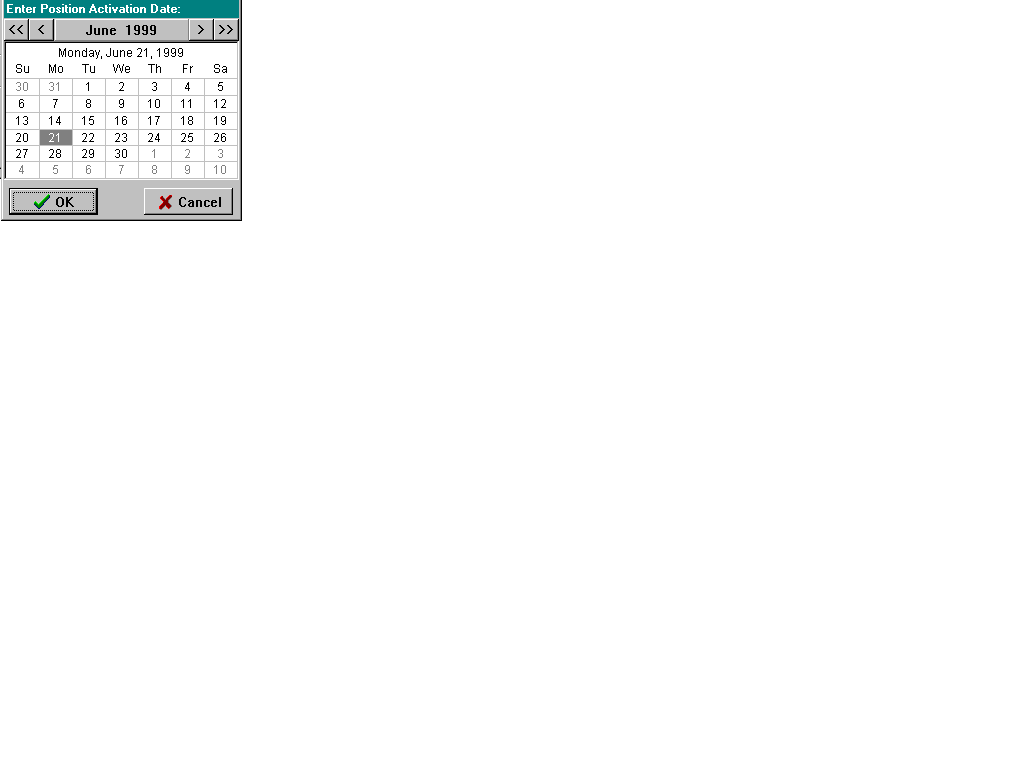 Enter Position Activation Date:
<< < June 1999 > >>
Monday, June 21, 1999
Su Mo Tu We Th Fr Sa
30 31 1 2 3 4 5
6 7 8 9 10 11 12
13 14 15 16 17 18 19
20 21 22 23 24 25 26
27 28 29 30 1 2 3
4 5 6 7 8 9 10
OK Cancel